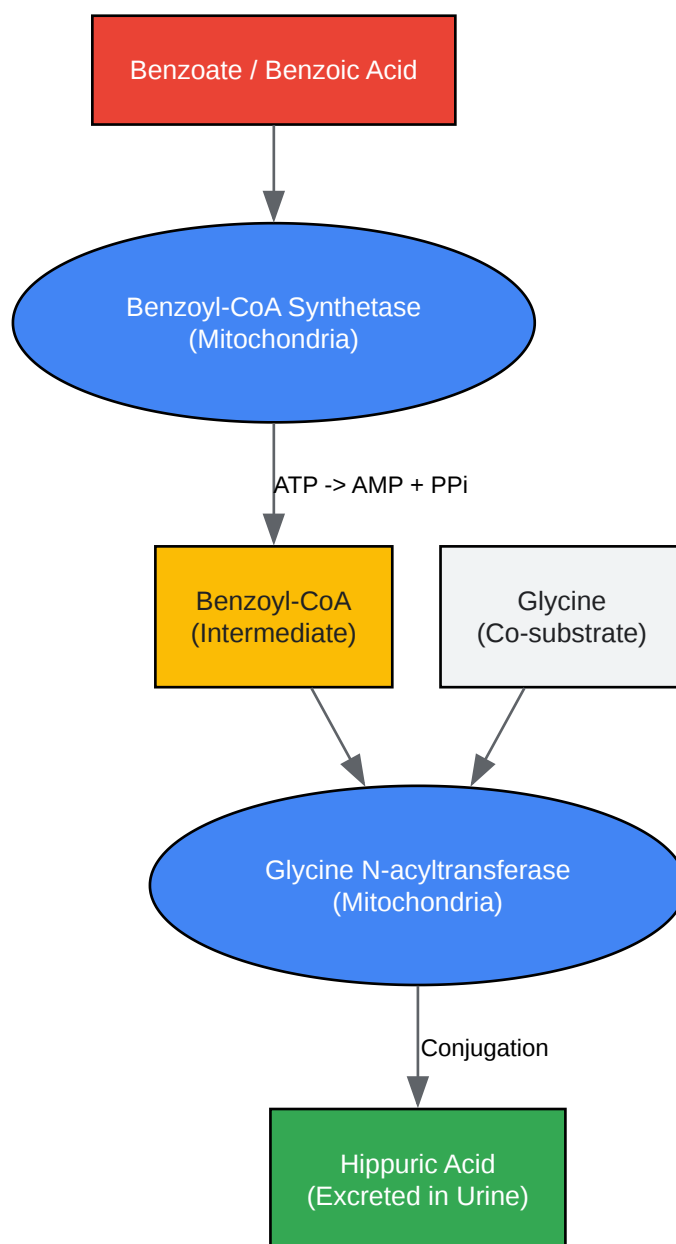 Benzoate / Benzoic Acid
Benzoyl-CoA Synthetase
(Mitochondria)
ATP -> AMP + PPi
Benzoyl-CoA
(Intermediate)
Glycine
(Co-substrate)
Glycine N-acyltransferase
(Mitochondria)
Conjugation
Hippuric Acid
(Excreted in Urine)